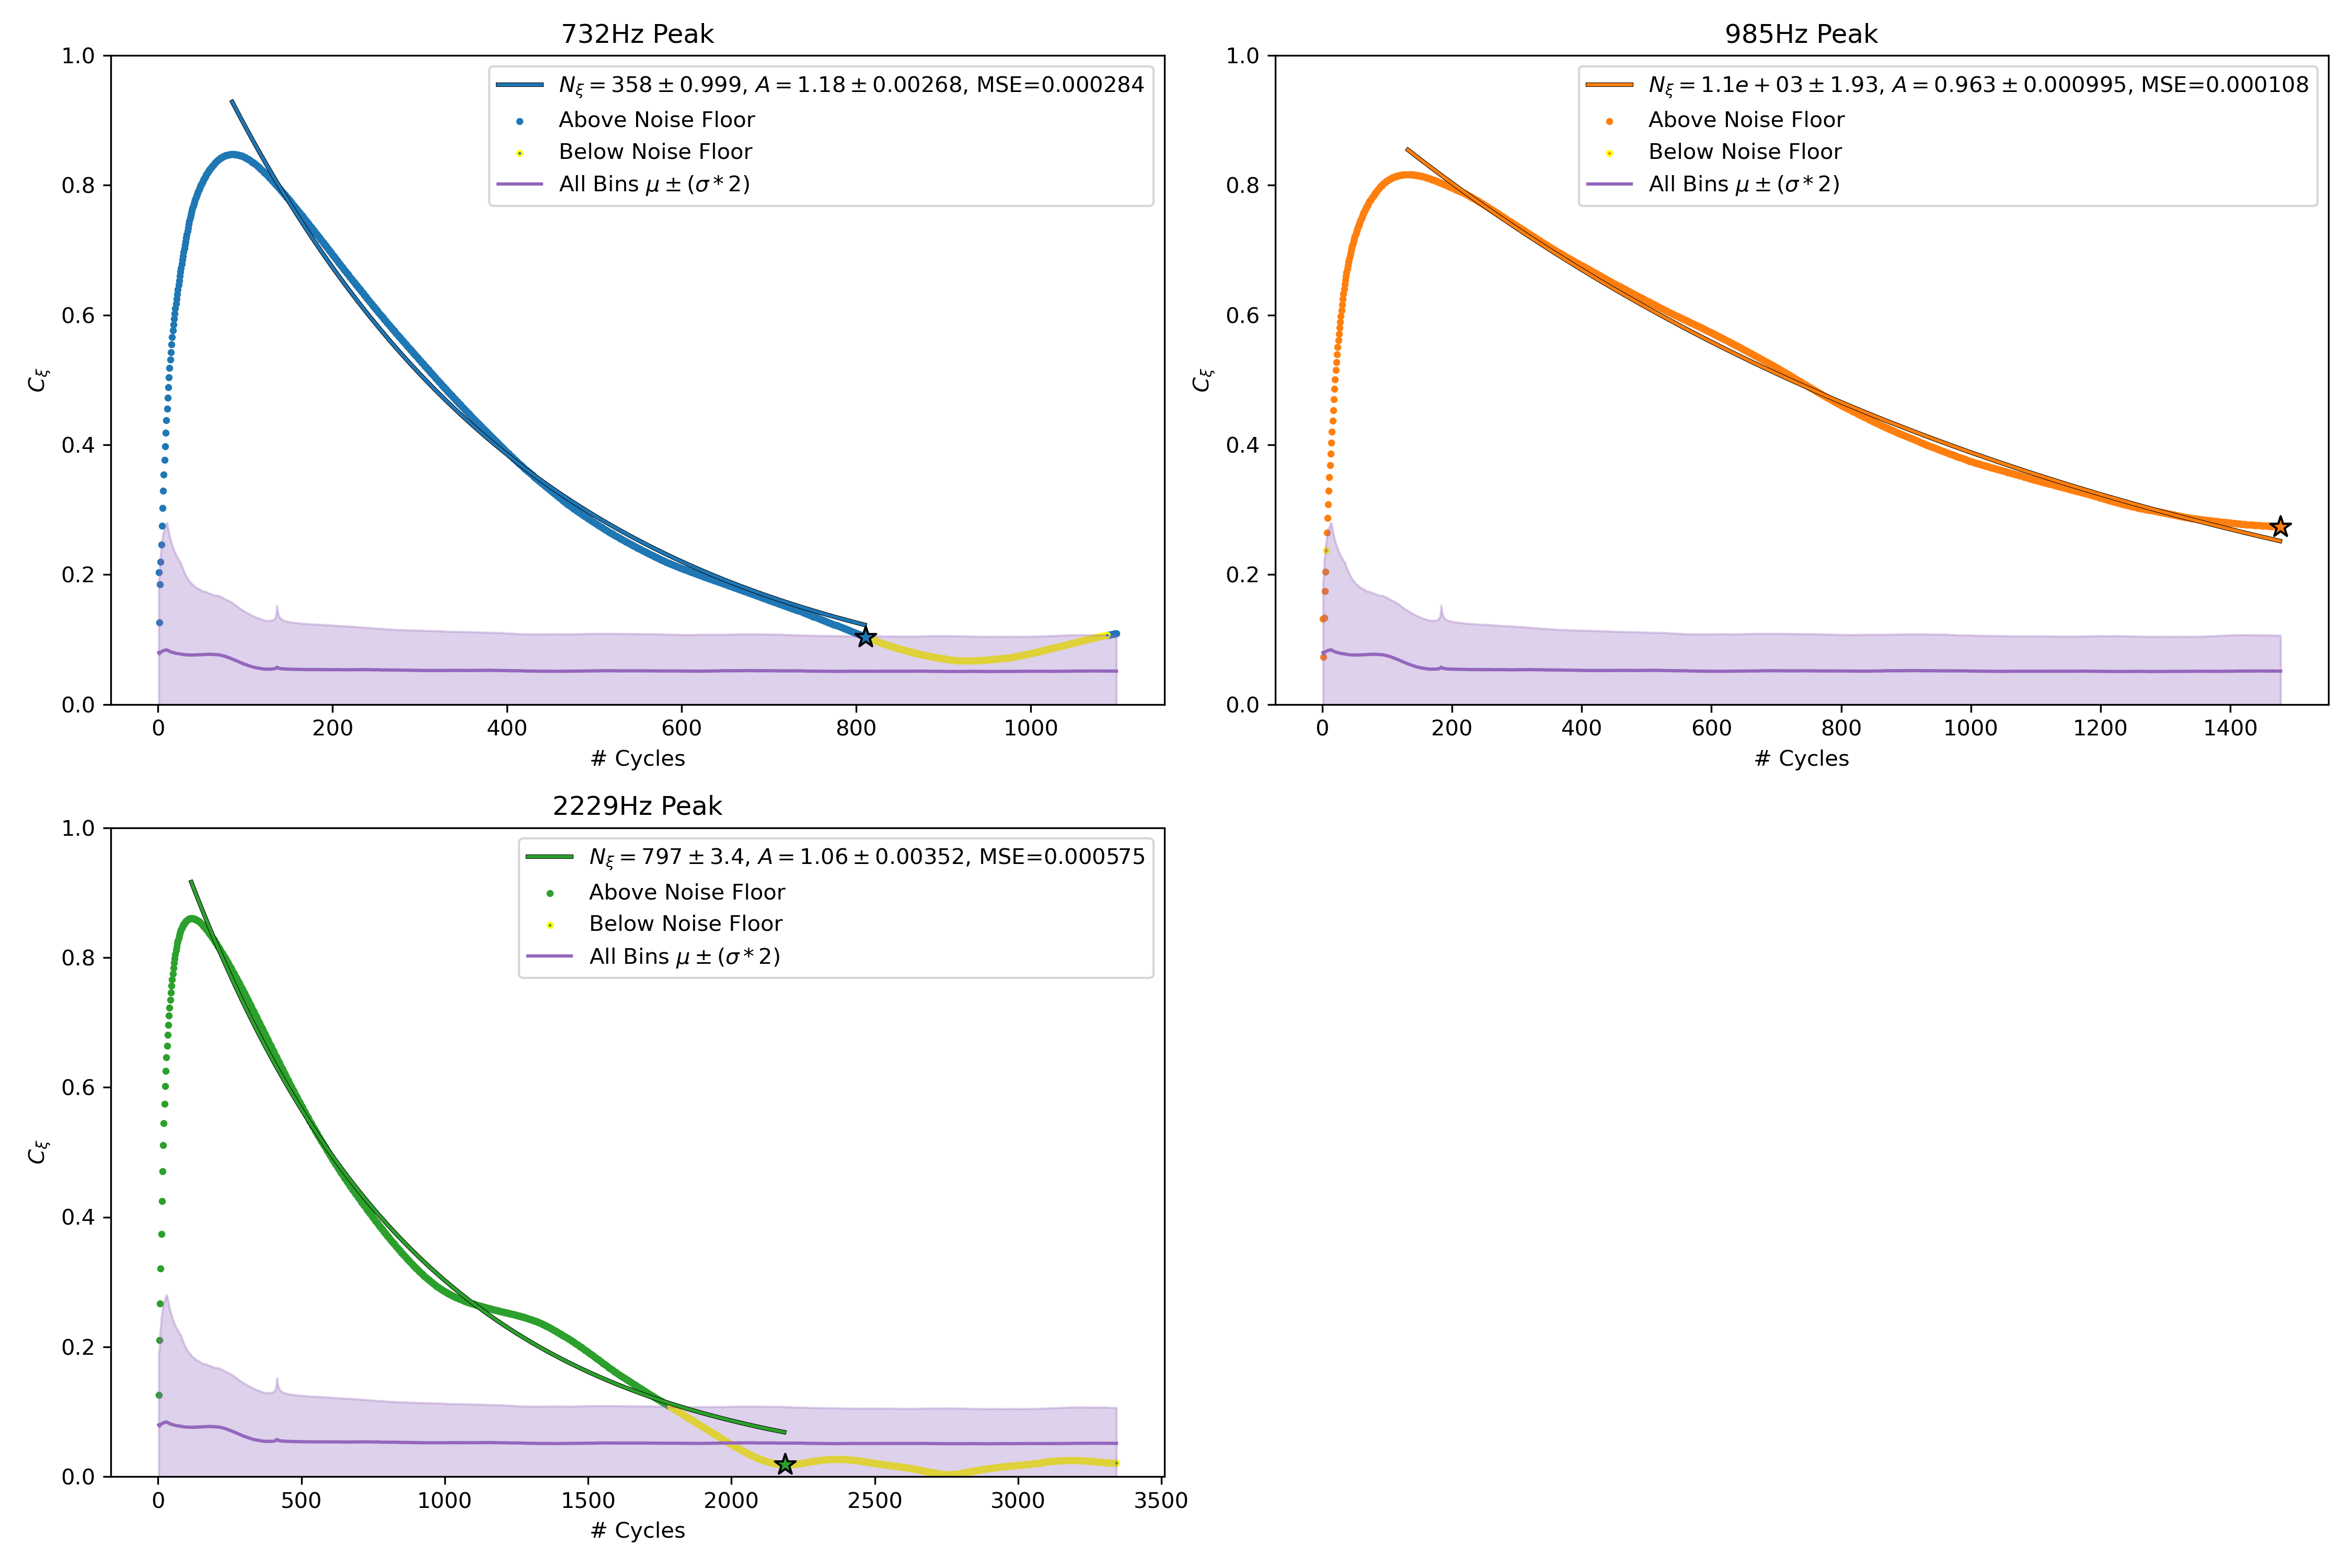 732Hz Peak
1.0
0.8
0.6
0.4
0.2
0.0
C_ξ
0 200 400 600 800 1000
# Cycles
N_ξ = 358 ± 0.999, A = 1.18 ± 0.00268, MSE=0.000284
Above Noise Floor
Below Noise Floor
All Bins μ ± (σ * 2)
985Hz Peak
1.0
0.8
0.6
0.4
0.2
0.0
C_ξ
0 200 400 600 800 1000 1200 1400
# Cycles
N_ξ = 1.1e + 03 ± 1.93, A = 0.963 ± 0.000995, MSE=0.000108
Above Noise Floor
Below Noise Floor
All Bins μ ± (σ * 2)
2229Hz Peak
1.0
0.8
0.6
0.4
0.2
0.0
C_ξ
0 500 1000 1500 2000 2500 3000 3500
# Cycles
N_ξ = 797 ± 3.4, A = 1.06 ± 0.00352, MSE=0.000575
Above Noise Floor
Below Noise Floor
All Bins μ ± (σ * 2)